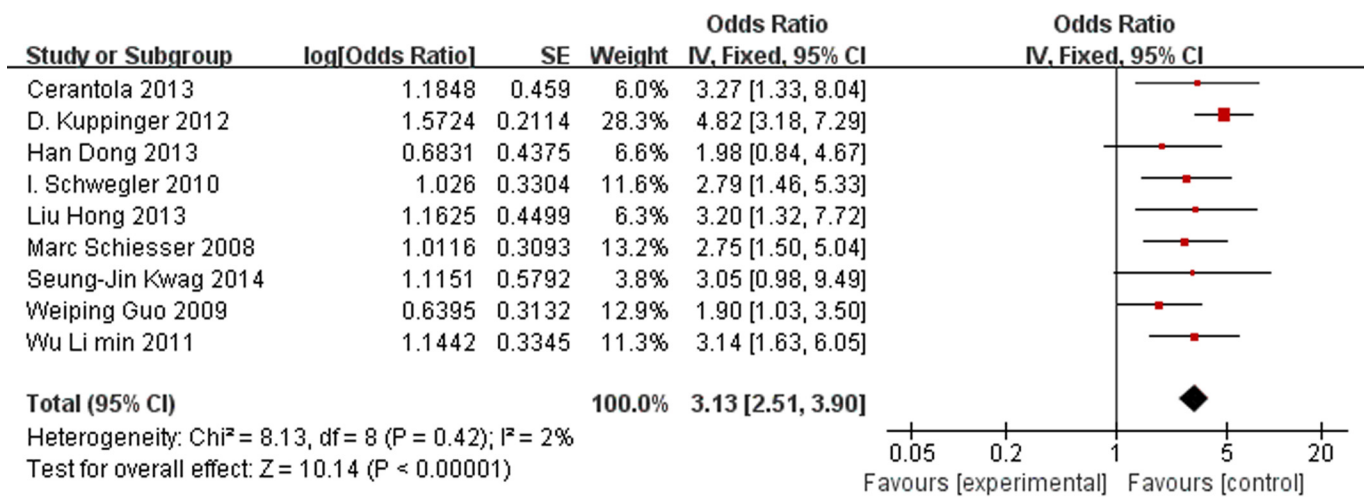 Odds Ratio Odds Ratio
Study or Subgroup log[Odds Ratio] SE Weight IV, Fixed, 95% CI IV, Fixed, 95% CI
Cerantola 2013 1.1848 0.459 6.0% 3.27 [1.33, 8.04]
D. Kuppinger 2012 1.5724 0.2114 28.3% 4.82 [3.18, 7.29]
Han Dong 2013 0.6831 0.4375 6.6% 1.98 [0.84, 4.67]
I. Schwegler 2010 1.026 0.3304 11.6% 2.79 [1.46, 5.33]
Liu Hong 2013 1.1625 0.4499 6.3% 3.20 [1.32, 7.72]
Marc Schiesser 2008 1.0116 0.3093 13.2% 2.75 [1.50, 5.04]
Seung-Jin Kwag 2014 1.1151 0.5792 3.8% 3.05 [0.98, 9.49]
Weiping Guo 2009 0.6395 0.3132 12.9% 1.90 [1.03, 3.50]
Wu Li min 2011 1.1442 0.3345 11.3% 3.14 [1.63, 6.05]
Total (95% CI) 100.0% 3.13 [2.51, 3.90]
Heterogeneity: Chi² = 8.13, df = 8 (P = 0.42); I² = 2%
Test for overall effect: Z = 10.14 (P < 0.00001)
0.05 0.2 1 5 20
Favours [experimental] Favours [control]